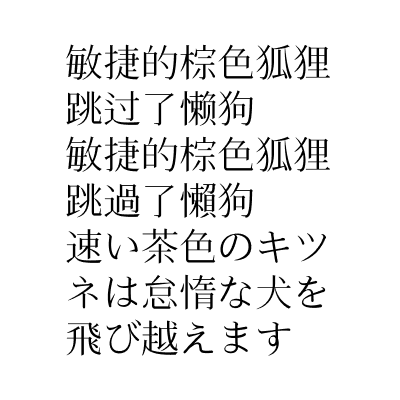 敏捷的棕色狐狸
跳过了懒狗
敏捷的棕色狐狸
跳過了懶狗
速い茶色のキツ
ネは怠惰な犬を
飛び越えます